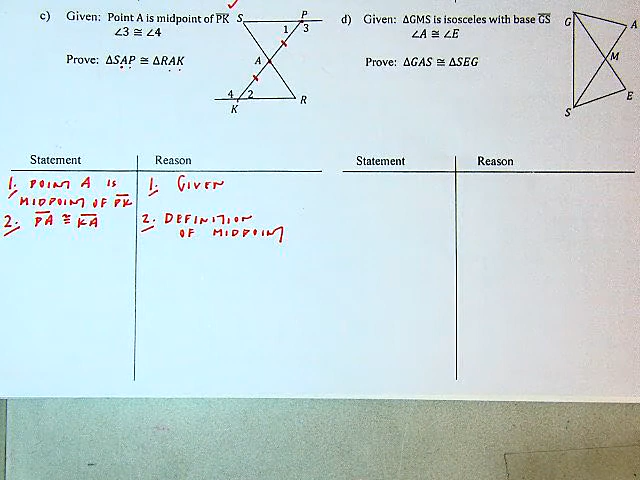 c) Given: Point A is midpoint of PK
∠3 ≅ ∠4
Prove: ΔSAP ≅ ΔRAK
S P
1 3
A
4 2
K R
d) Given: ΔGMS is isosceles with base GS
∠A ≅ ∠E
Prove: ΔGAS ≅ ΔSEG
G A
M
E
S
Statement Reason
1. POINT A IS MIDPOINT OF PK
1. GIVEN
2. PA ≅ KA
2. DEFINITION
OF MIDPOINT
Statement Reason